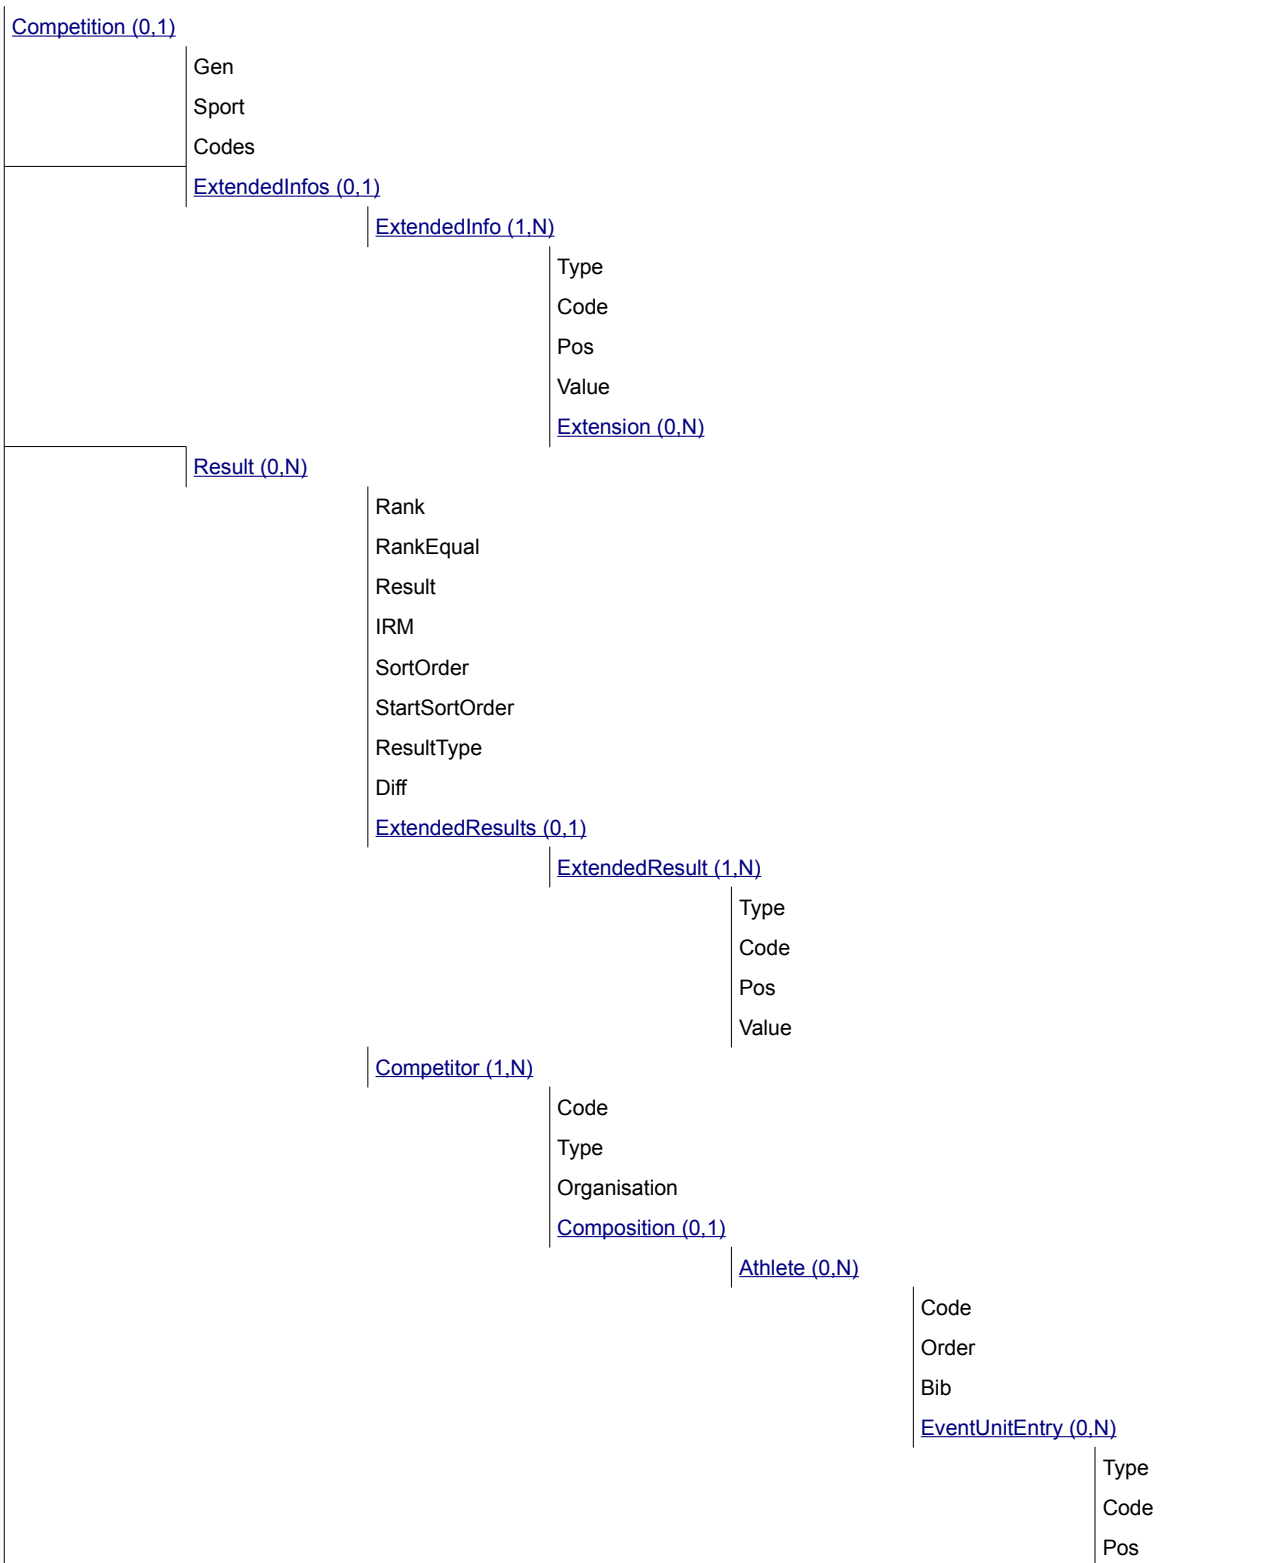 Competition (0,1)
Gen
Sport
Codes
ExtendedInfos (0,1)
ExtendedInfo (1,N)
Type
Code
Pos
Value
Extension (0,N)
Result (0,N)
Rank
RankEqual
Result
IRM
SortOrder
StartSortOrder
ResultType
Diff
ExtendedResults (0,1)
ExtendedResult (1,N)
Type
Code
Pos
Value
Competitor (1,N)
Code
Type
Organisation
Composition (0,1)
Athlete (0,N)
Code
Order
Bib
EventUnitEntry (0,N)
Type
Code
Pos